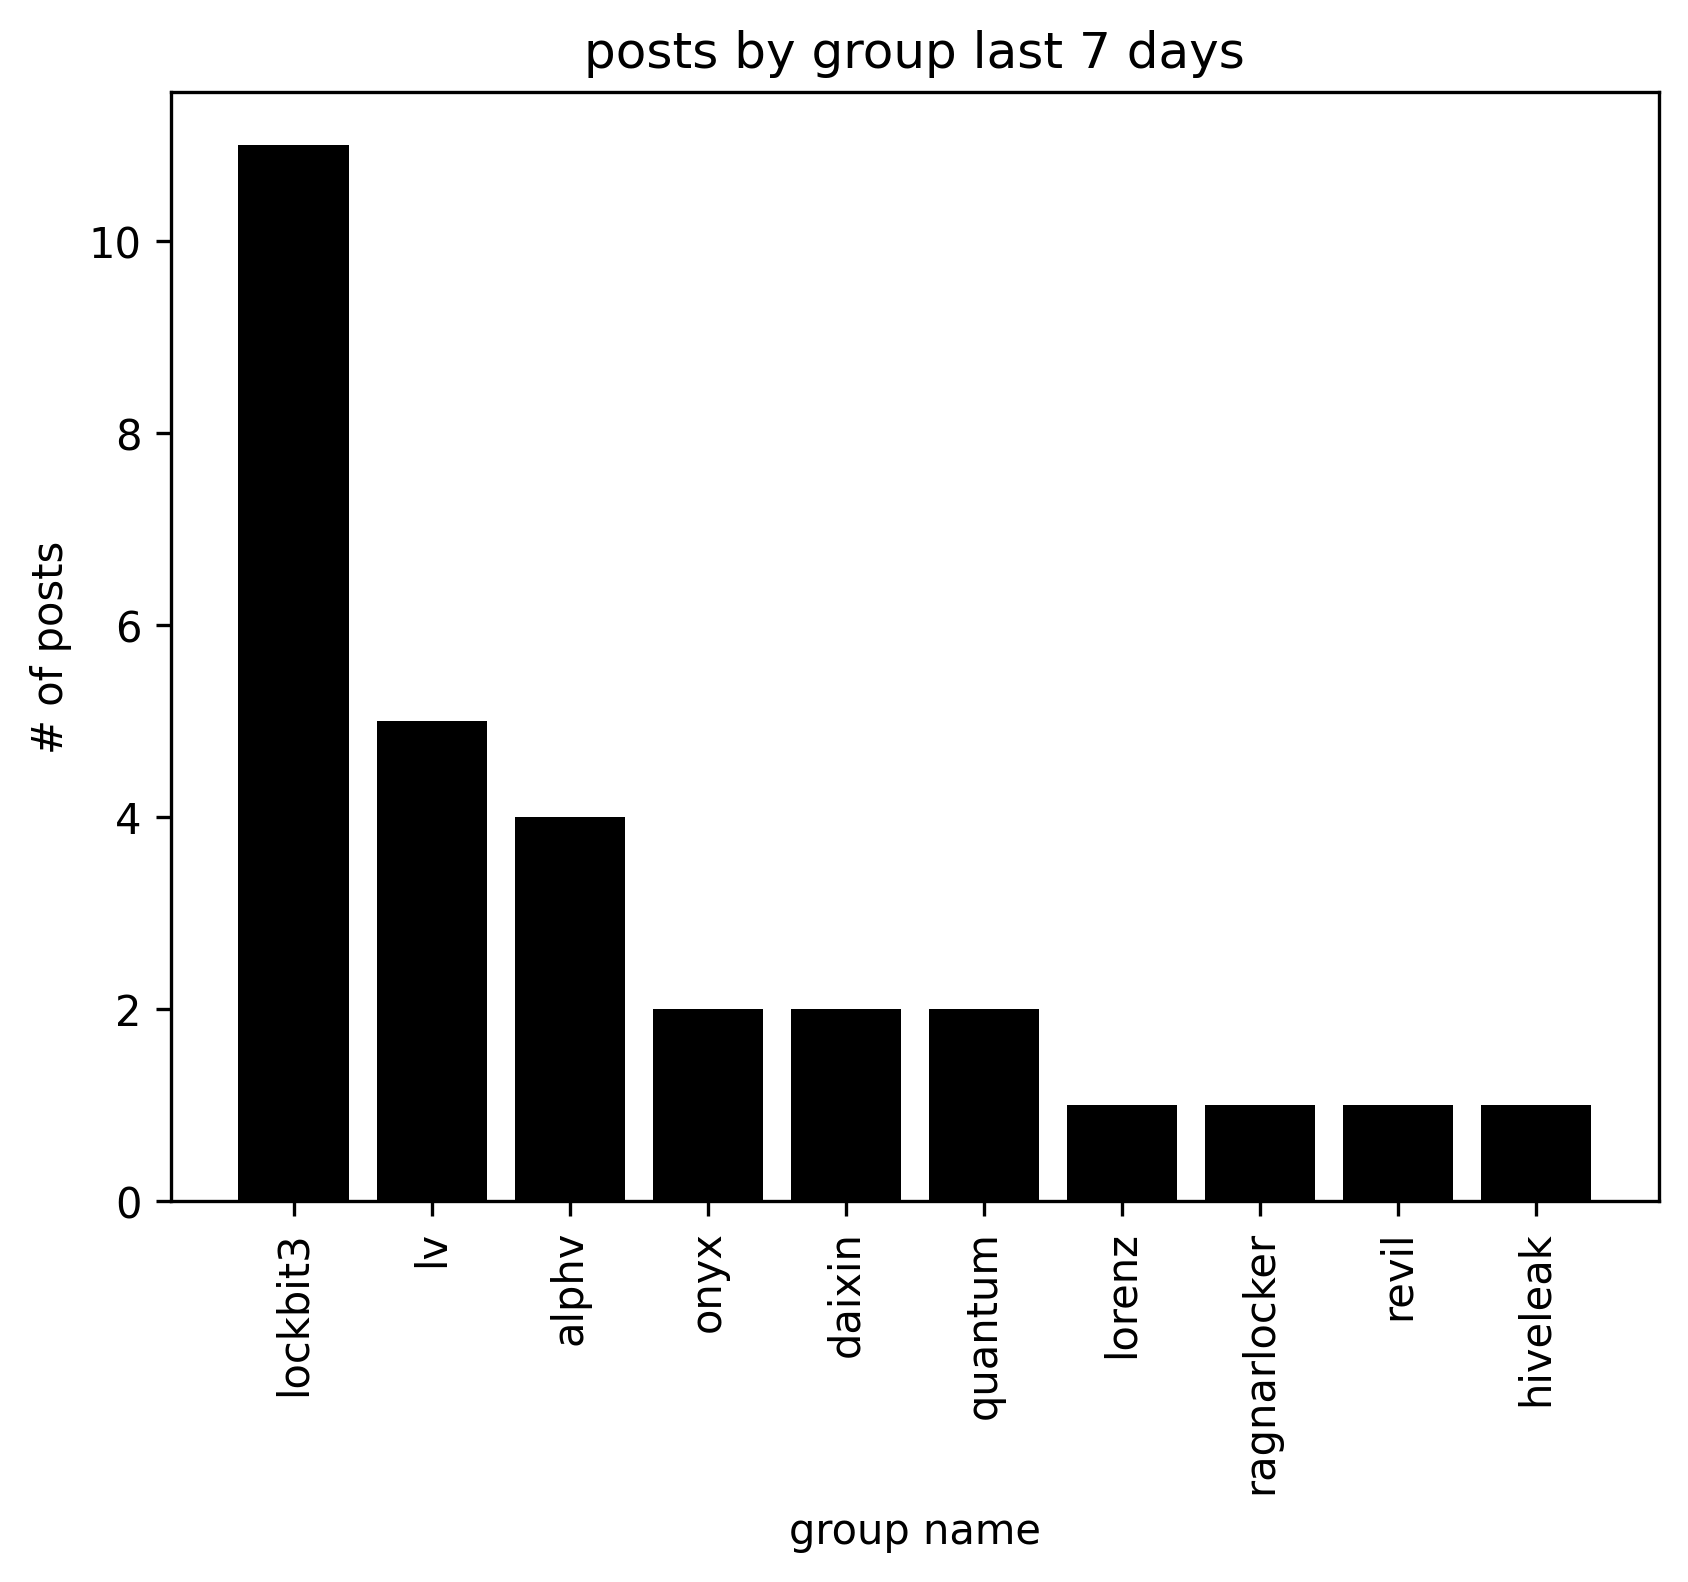 posts by group last 7 days
# of posts
10
8
6
4
2
0
lockbit3
lv
alphv
onyx
daixin
quantum
lorenz
ragnarlocker
revil
hiveleak
group name